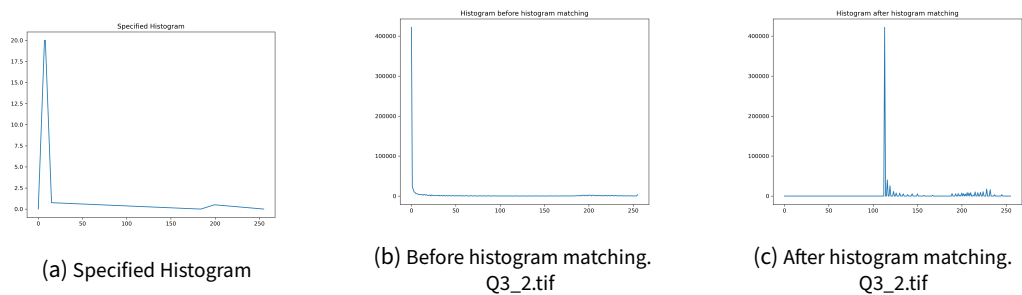 Specified Histogram
20.0
17.5
15.0
12.5
10.0
7.5
5.0
2.5
0.0
0 50 100 150 200 250
(a) Specified Histogram
Histogram before histogram matching
400000
300000
200000
100000
0
0 50 100 150 200 250
(b) Before histogram matching.
Q3_2.tif
Histogram after histogram matching
400000
300000
200000
100000
0
0 50 100 150 200 250
(c) After histogram matching.
Q3_2.tif